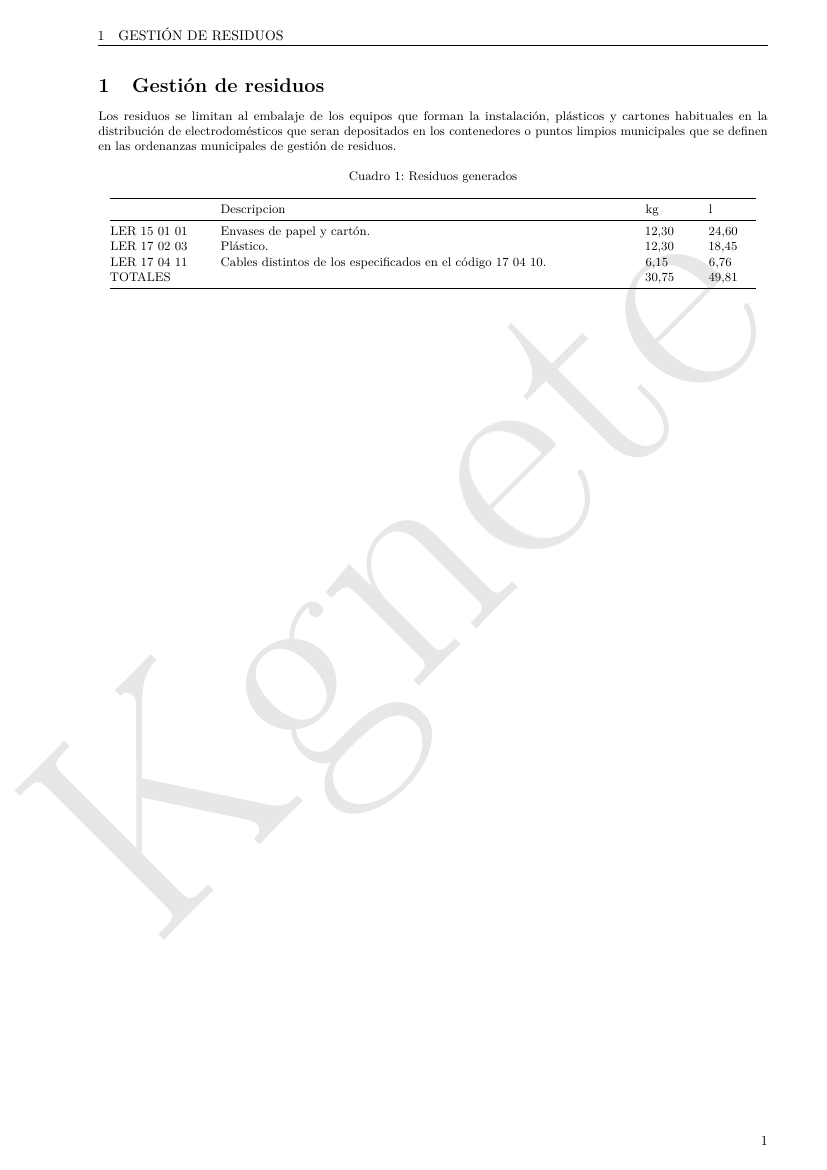 1 GESTIÓN DE RESIDUOS
1 Gestión de residuos
Los residuos se limitan al embalaje de los equipos que forman la instalación, plásticos y cartones habituales en la
distribución de electrodomésticos que seran depositados en los contenedores o puntos limpios municipales que se definen
en las ordenanzas municipales de gestión de residuos.
Cuadro 1: Residuos generados
Descripcion kg l
LER 15 01 01 Envases de papel y cartón. 12,30 24,60
LER 17 02 03 Plástico. 12,30 18,45
LER 17 04 11 Cables distintos de los especificados en el código 17 04 10. 6,15 6,76
TOTALES 30,75 49,81
Kgnete
1